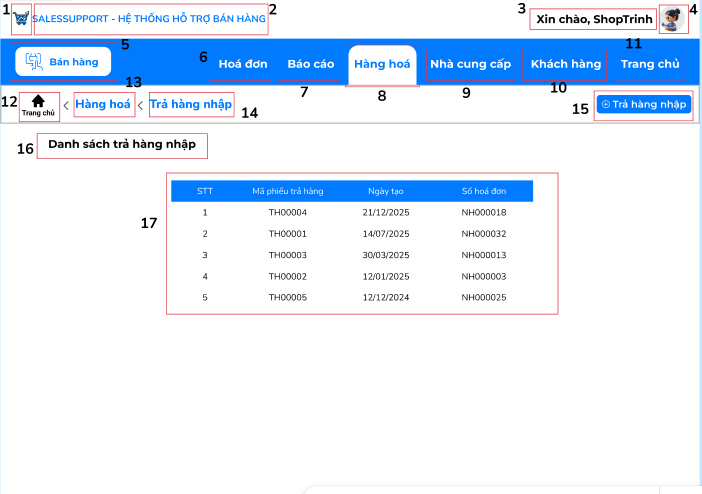 1 SALESSUPPORT - HỆ THỐNG HỖ TRỢ BÁN HÀNG 2 3 Xin chào, ShopTrinh 4
5 Bán hàng 6 Hoá đơn Báo cáo Hàng hoá Nhà cung cấp Khách hàng 11 Trang chủ
7 8 9 10
12 Trang chủ < 13 Hàng hoá < Trả hàng nhập 14 15 Trả hàng nhập
16 Danh sách trả hàng nhập
17
STT Mã phiếu trả hàng Ngày tạo Số hoá đơn
1 TH00004 21/12/2025 NH000018
2 TH00001 14/07/2025 NH000032
3 TH00003 30/03/2025 NH000013
4 TH00002 12/01/2025 NH000003
5 TH00005 12/12/2024 NH000025